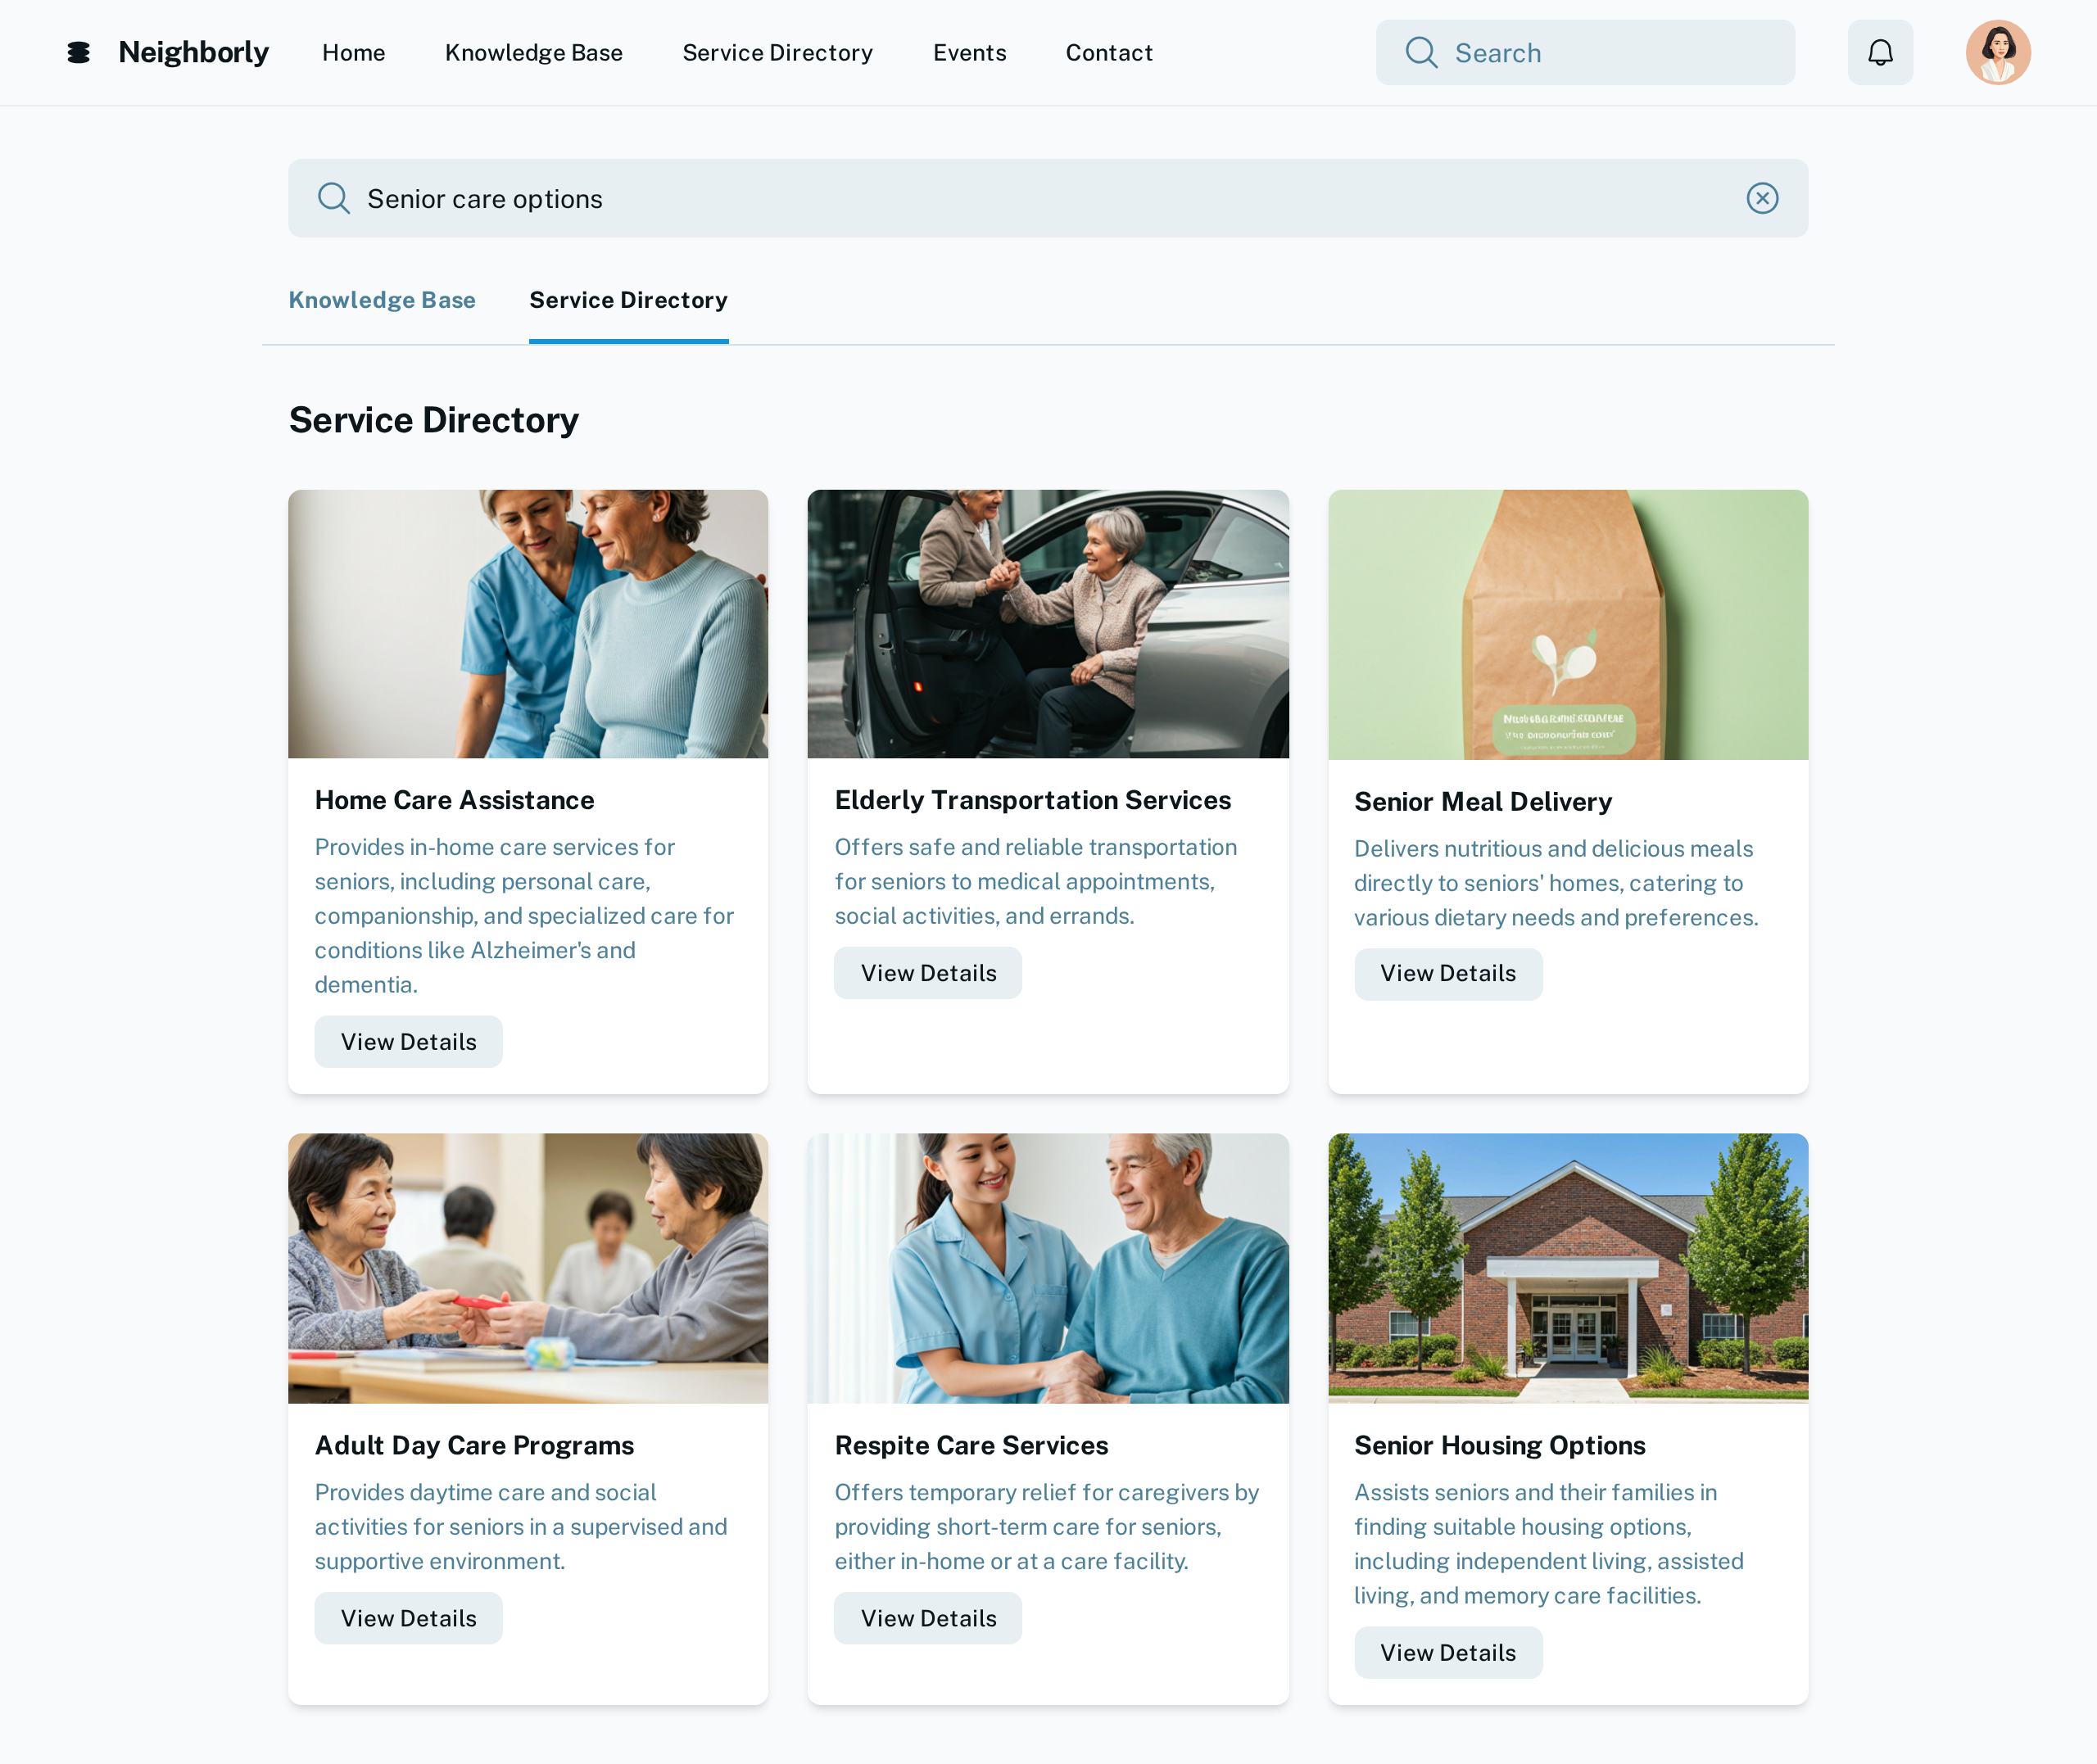 Neighborly
Home
Knowledge Base
Service Directory
Events
Contact
Search
Senior care options
Knowledge Base
Service Directory
Service Directory
Home Care Assistance
Provides in-home care services for
seniors, including personal care,
companionship, and specialized care for
conditions like Alzheimer's and
dementia.
View Details
Elderly Transportation Services
Offers safe and reliable transportation
for seniors to medical appointments,
social activities, and errands.
View Details
Senior Meal Delivery
Delivers nutritious and delicious meals
directly to seniors' homes, catering to
various dietary needs and preferences.
View Details
Adult Day Care Programs
Provides daytime care and social
activities for seniors in a supervised and
supportive environment.
View Details
Respite Care Services
Offers temporary relief for caregivers by
providing short-term care for seniors,
either in-home or at a care facility.
View Details
Senior Housing Options
Assists seniors and their families in
finding suitable housing options,
including independent living, assisted
living, and memory care facilities.
View Details